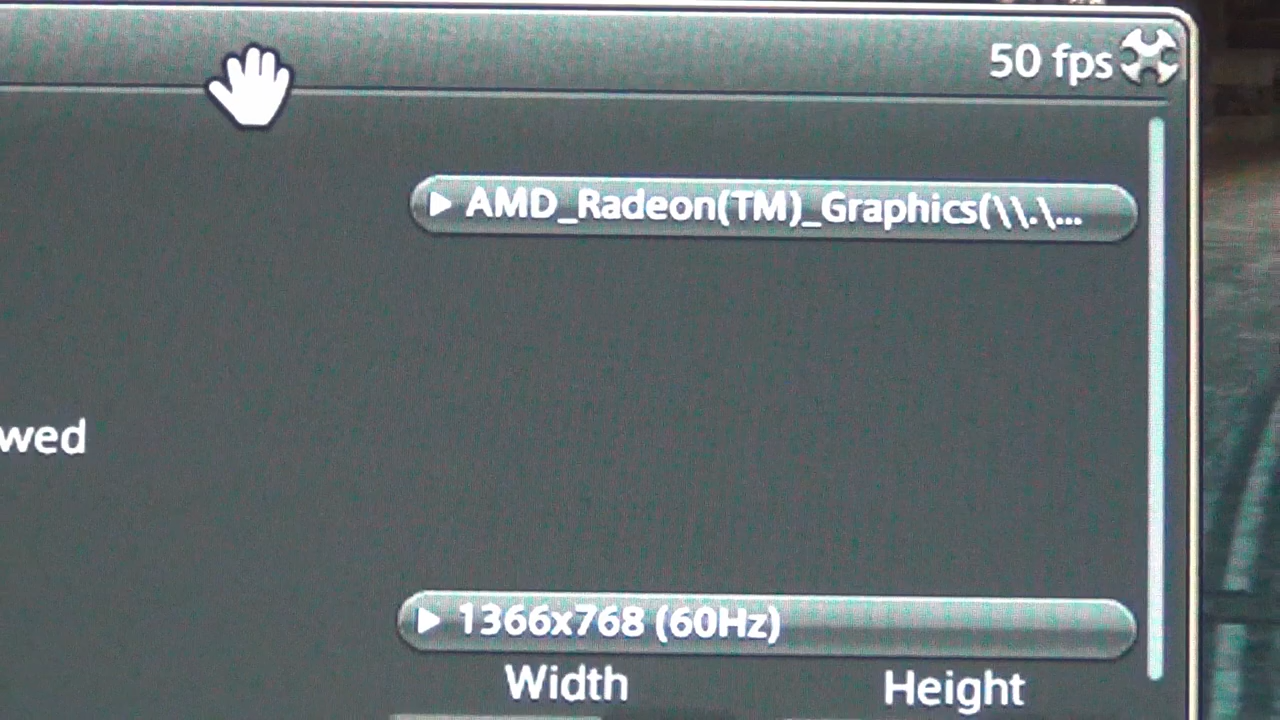 50 fps
AMD_Radeon(TM)_Graphics(\\.\...
wed
1366x768 (60Hz)
Width Height